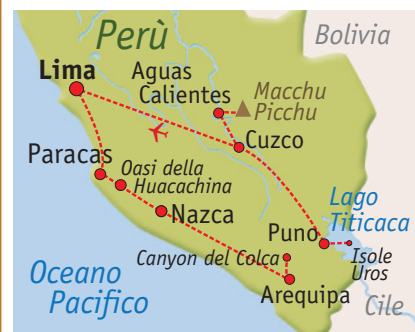 Perù
Bolivia
Lima
Aguas
Calientes
Macchu
Picchu
Cuzco
Paracas
Oasi della
Huacachina
Nazca
Lago
Titicaca
Puno
Canyon del Colca
Isole
Uros
Oceano
Pacifico
Arequipa
Cile